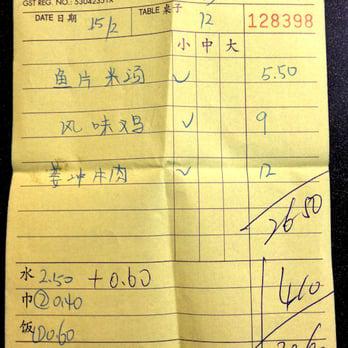 GST REG. NO.: 53042351X
DATE 日期 15/2 TABLE 桌子 12 128398
小 中 大
鱼片米汤 ✓ 5.50
风味鸡 ✓ 9
姜冲牛肉 ✓ 12
26.50
水 2.50 + 0.60
巾 ② 0.40
4.10
饭 ① 0.60